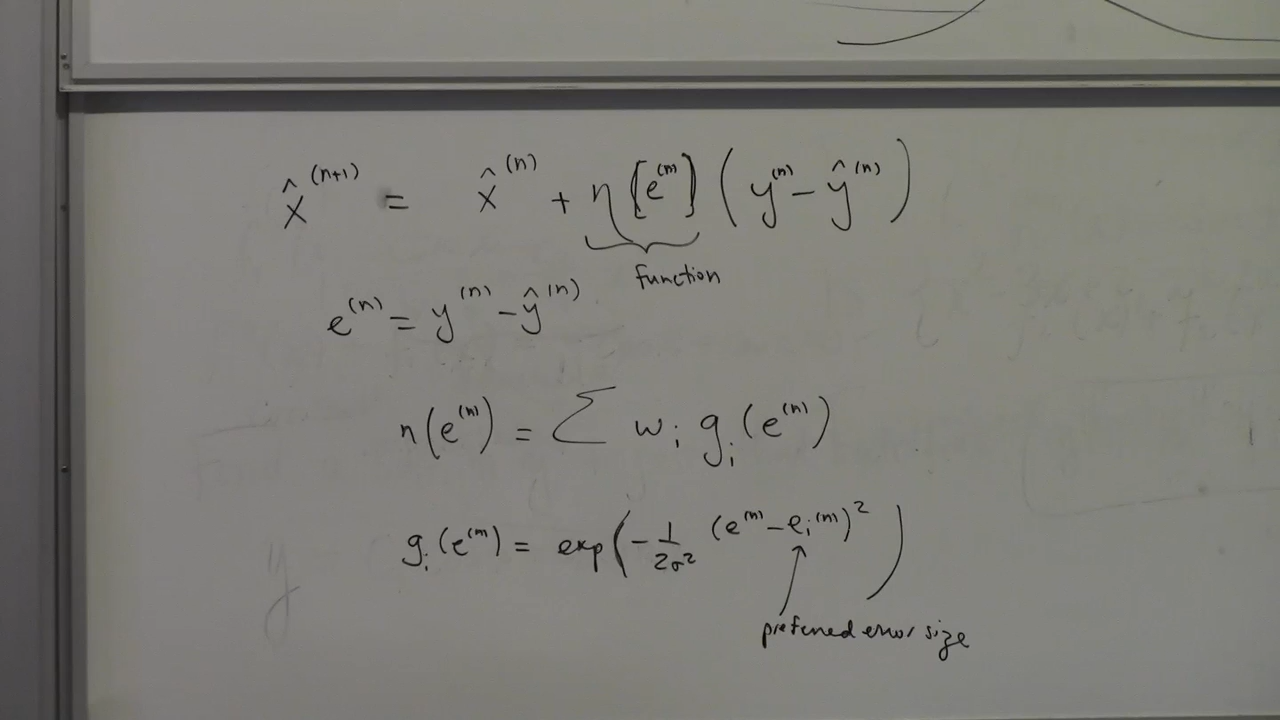 x̂⁽ⁿ⁺¹⁾ = x̂⁽ⁿ⁾ + η[e⁽ⁿ⁾](y⁽ⁿ⁾ − ŷ⁽ⁿ⁾)
function
e⁽ⁿ⁾ = y⁽ⁿ⁾ − ŷ⁽ⁿ⁾
η(e⁽ⁿ⁾) = Σ wᵢ gᵢ(e⁽ⁿ⁾)
gᵢ(e⁽ⁿ⁾) = exp(−1/2σ² (e⁽ⁿ⁾ − eᵢ⁽ⁿ⁾)²)
preferred error size